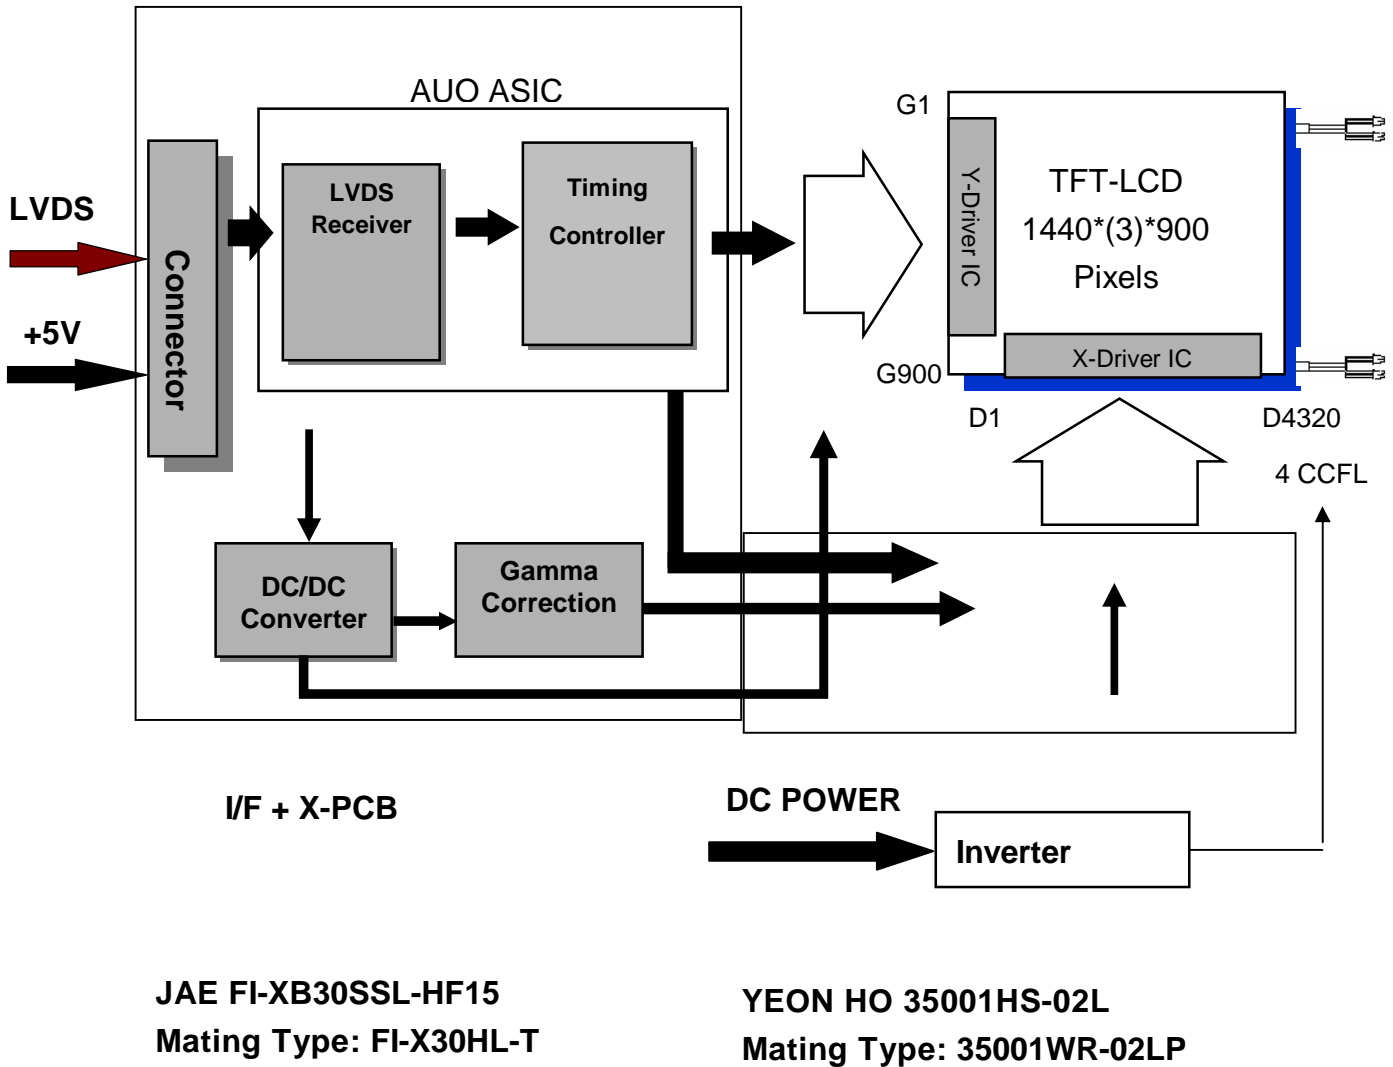 AUO ASIC
LVDS
+5V
Connector
LVDS
Receiver
Timing
Controller
G1
Y-Driver IC
TFT-LCD
1440*(3)*900
Pixels
X-Driver IC
G900
D1
D4320
4 CCFL
DC/DC
Converter
Gamma
Correction
I/F + X-PCB
DC POWER
Inverter
JAE FI-XB30SSL-HF15
Mating Type: FI-X30HL-T
YEON HO 35001HS-02L
Mating Type: 35001WR-02LP